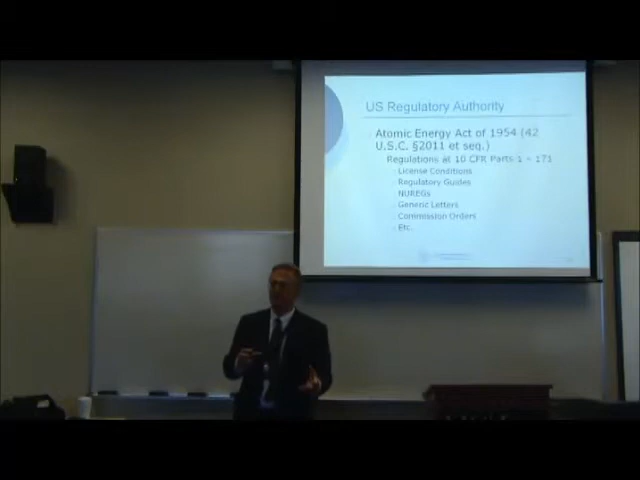 US Regulatory Authority
Atomic Energy Act of 1954 (42
U.S.C. §2011 et seq.)
Regulations at 10 CFR Parts 1 - 171
License Conditions
Regulatory Guides
NUREGs
Generic Letters
Commission Orders
Etc.